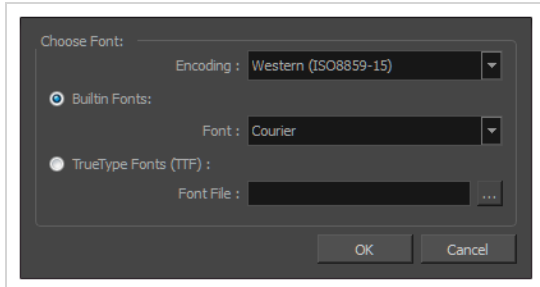 Choose Font:
Encoding : Western (ISO8859-15)
Builtin Fonts:
Font : Courier
TrueType Fonts (TTF) :
Font File : ...
OK Cancel